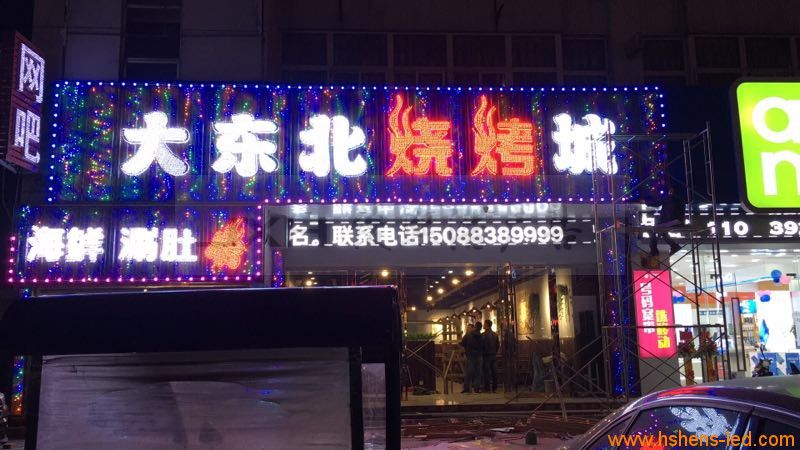 网吧
大东北烧烤城
海鲜 涮肚
名。联系电话15088389999
110 39
www.hshens-led.com